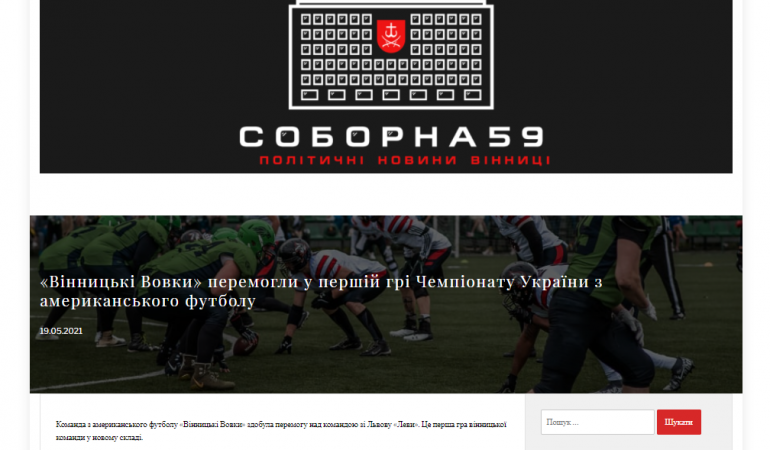 СОБОРНА59
ПОЛІТИЧНІ НОВИНИ ВІННИЦІ
«Вінницькі Вовки» перемогли у першій грі Чемпіонату України з
американського футболу
19.05.2021
Команда з американського футболу «Вінницькі Вовки» здобула перемогу над командою зі Львову «Леви». Це перша гра вінницької
команди у новому складі.
Пошук …
Шукати